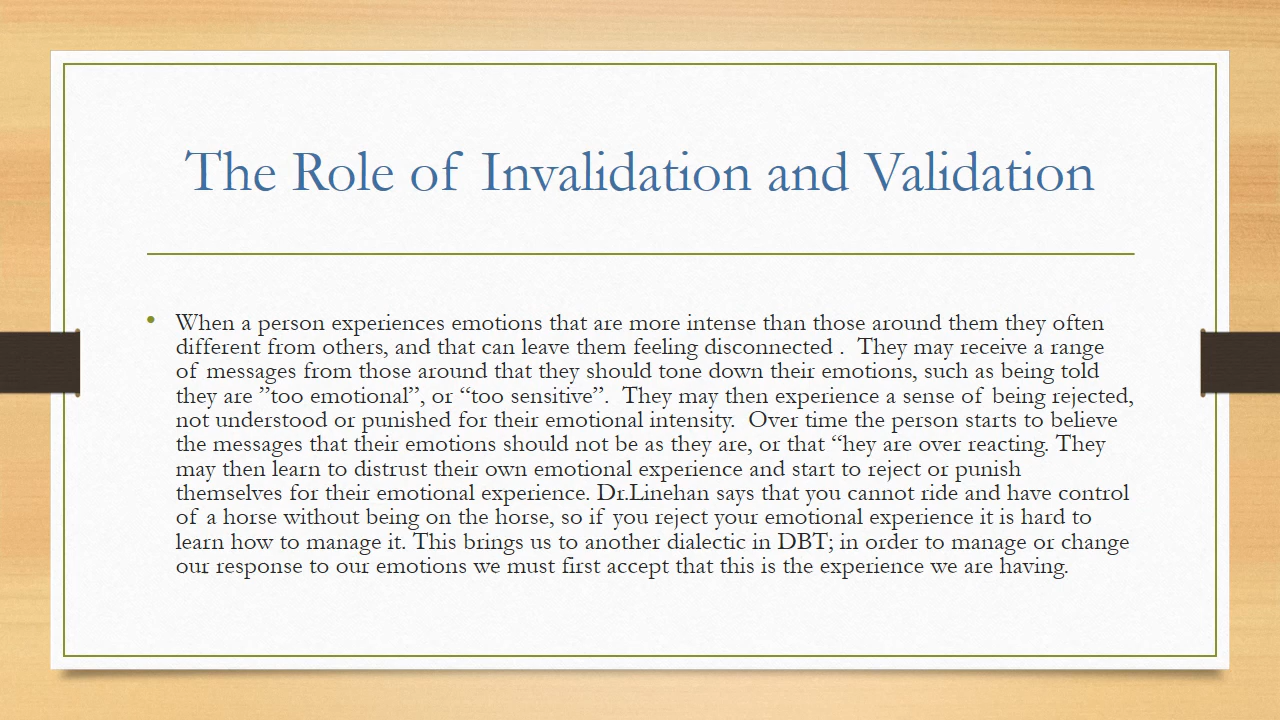 The Role of Invalidation and Validation
• When a person experiences emotions that are more intense than those around them they often
different from others, and that can leave them feeling disconnected .  They may receive a range
of messages from those around that they should tone down their emotions, such as being told
they are ”too emotional”, or “too sensitive”.  They may then experience a sense of being rejected,
not understood or punished for their emotional intensity.  Over time the person starts to believe
the messages that their emotions should not be as they are, or that “hey are over reacting. They
may then learn to distrust their own emotional experience and start to reject or punish
themselves for their emotional experience. Dr.Linehan says that you cannot ride and have control
of a horse without being on the horse, so if you reject your emotional experience it is hard to
learn how to manage it. This brings us to another dialectic in DBT; in order to manage or change
our response to our emotions we must first accept that this is the experience we are having.